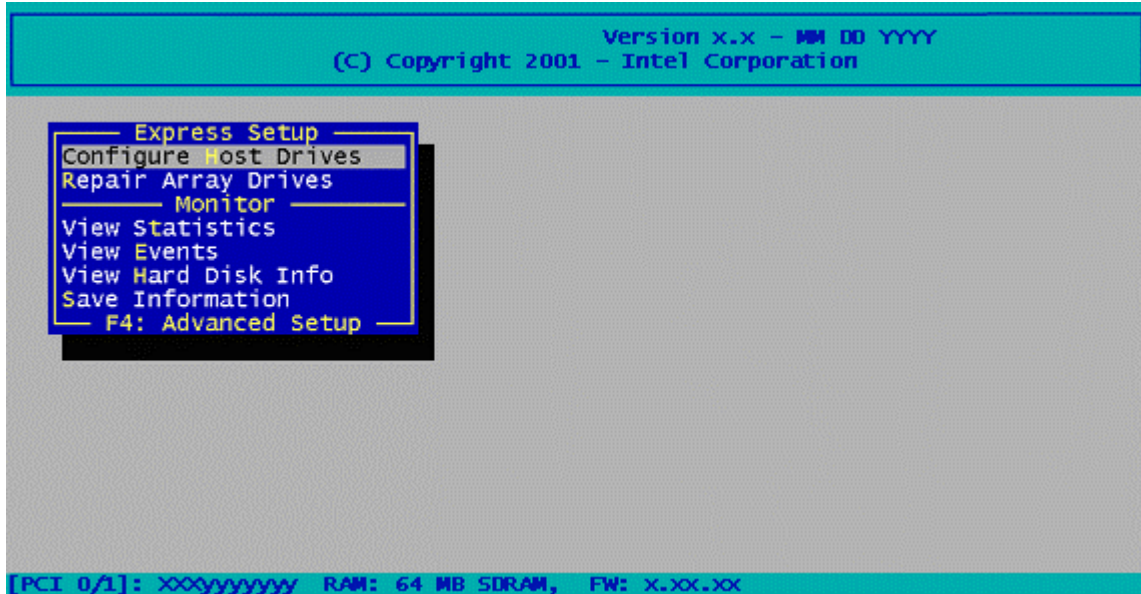 Version x.x - MM DD YYYY
(C) Copyright 2001 - Intel Corporation
Express Setup
Configure Host Drives
Repair Array Drives
Monitor
View Statistics
View Events
View Hard Disk Info
Save Information
F4: Advanced Setup
[PCI 0/1]: XXXyyyyyyy RAM: 64 MB SDRAM, FW: x.xx.xx